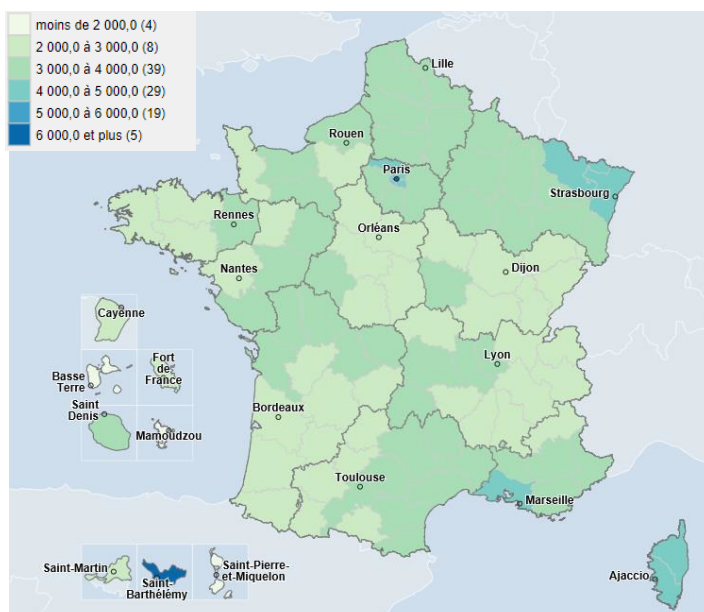 moins de 2 000,0 (4)
2 000,0 à 3 000,0 (8)
3 000,0 à 4 000,0 (39)
4 000,0 à 5 000,0 (29)
5 000,0 à 6 000,0 (19)
6 000,0 et plus (5)
Lille
Rouen
Paris
Strasbourg
Rennes
Orléans
Nantes
Dijon
Cayenne
Lyon
Basse
Terre
Fort
de
France
Saint
Denis
Mamoudzou
Bordeaux
Toulouse
Marseille
Saint-Martin
Saint-
Barthélémy
Saint-Pierre-
et-Miquelon
Ajaccio